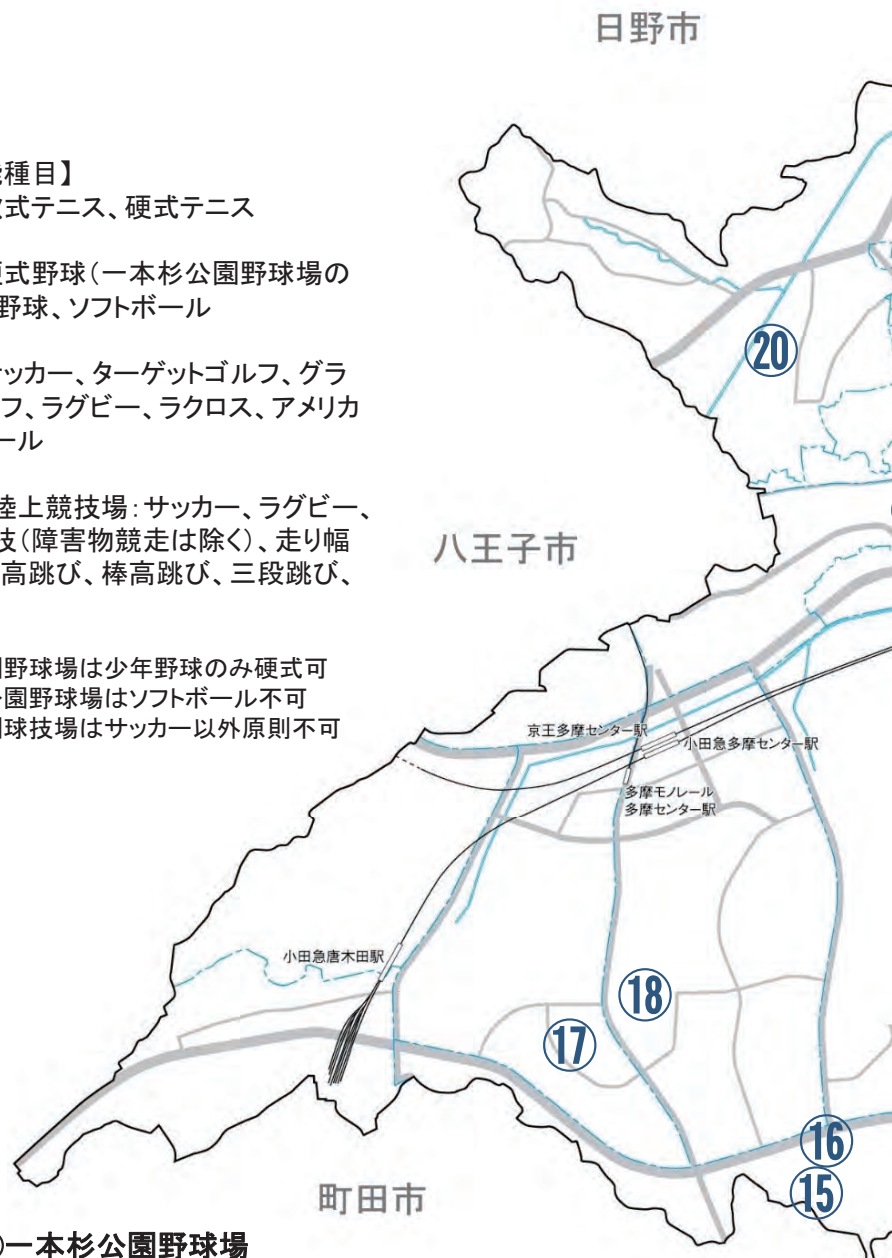 日野市
種目】
式テニス、硬式テニス
式野球(一本杉公園野球場の
野球、ソフトボール
ッカー、ターゲットゴルフ、グラ
フ、ラグビー、ラクロス、アメリカ
ール
陸上競技場:サッカー、ラグビー、
技(障害物競走は除く)、走り幅
高跳び、棒高跳び、三段跳び、
野球場は少年野球のみ硬式可
園野球場はソフトボール不可
球技場はサッカー以外原則不可
⑳
八王子市
京王多摩センター駅
小田急多摩センター駅
多摩モノレール
多摩センター駅
小田急唐木田駅
⑱
⑰
⑯
⑮
町田市
一本杉公園野球場